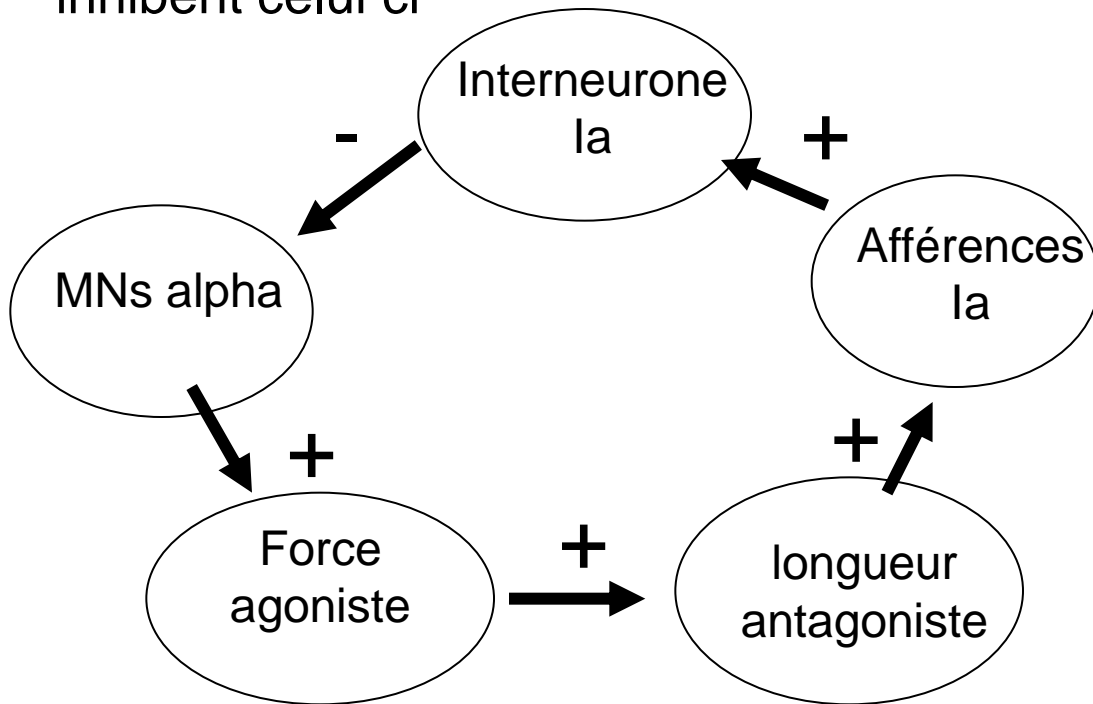 inhibent celui ci
Interneurone
Ia
-
+
Afférences
Ia
MNs alpha
+
+
+
Force
agoniste
longueur
antagoniste